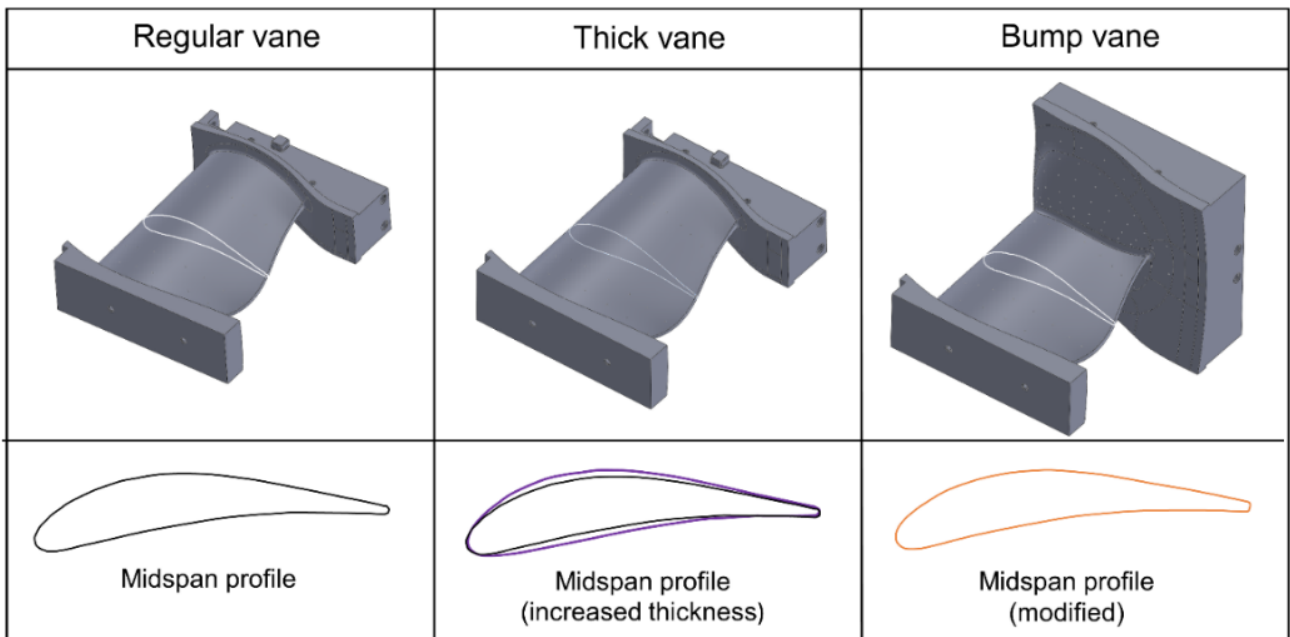 Regular vane
Thick vane
Bump vane
Midspan profile
Midspan profile
(increased thickness)
Midspan profile
(modified)